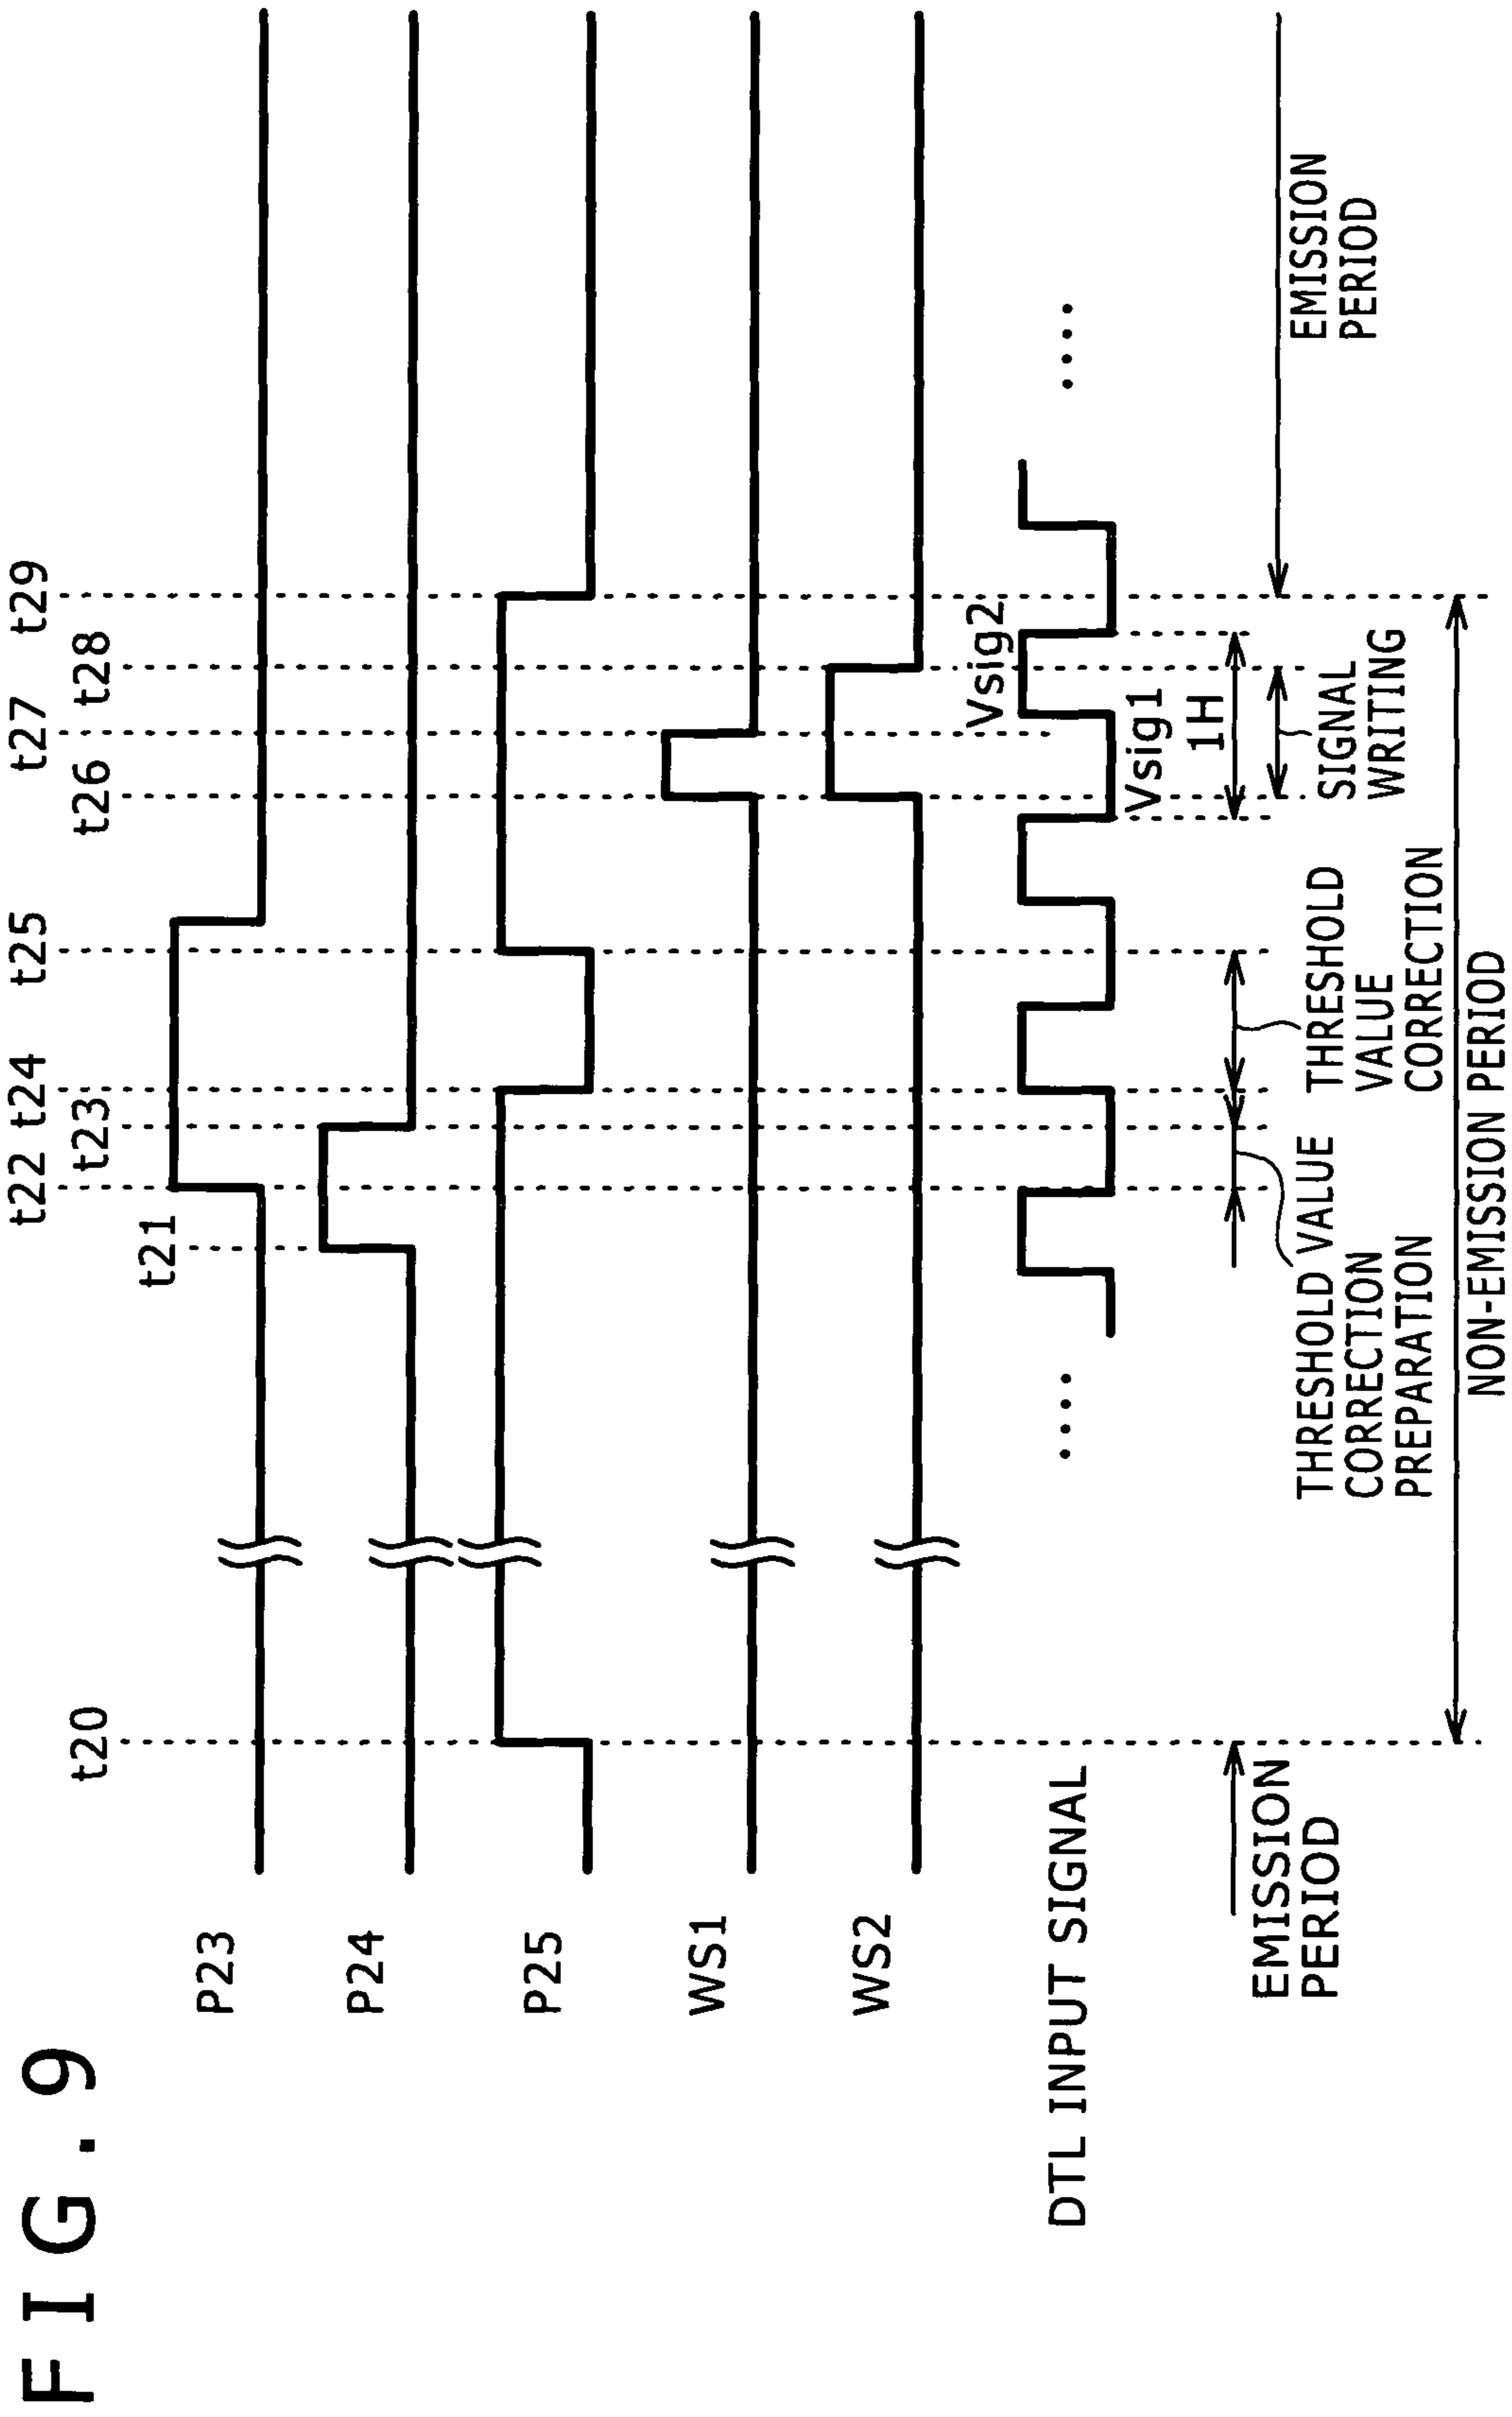 FIG. 9
t20
t21
t22
t23
t24
t25
t26
t27
t28
t29
P23
P24
P25
WS1
WS2
DTL INPUT SIGNAL
Vsig2
Vsig1
1H
EMISSION
PERIOD
THRESHOLD VALUE
CORRECTION
PREPARATION
THRESHOLD
VALUE
CORRECTION
SIGNAL
WRITING
EMISSION
PERIOD
NON-EMISSION PERIOD